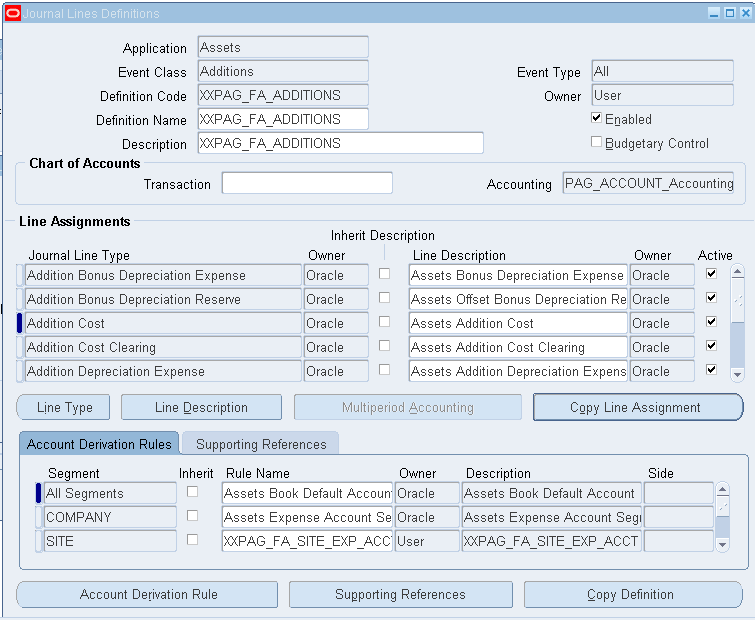 Journal Lines Definitions
Application Assets
Event Class Additions Event Type All
Definition Code XXPAG_FA_ADDITIONS Owner User
Definition Name XXPAG_FA_ADDITIONS Enabled
Description XXPAG_FA_ADDITIONS Budgetary Control
Chart of Accounts
Transaction Accounting PAG_ACCOUNT_Accounting
Line Assignments
Inherit Description
Journal Line Type Owner Line Description Owner Active
Addition Bonus Depreciation Expense Oracle Assets Bonus Depreciation Expense Oracle
Addition Bonus Depreciation Reserve Oracle Assets Offset Bonus Depreciation Re Oracle
Addition Cost Oracle Assets Addition Cost Oracle
Addition Cost Clearing Oracle Assets Addition Cost Clearing Oracle
Addition Depreciation Expense Oracle Assets Addition Depreciation Expens Oracle
Line Type Line Description Multiperiod Accounting Copy Line Assignment
Account Derivation Rules Supporting References
Segment Inherit Rule Name Owner Description Side
All Segments Assets Book Default Accoun Oracle Assets Book Default Account
COMPANY Assets Expense Account Se Oracle Assets Expense Account Seg
SITE XXPAG_FA_SITE_EXP_ACC User XXPAG_FA_SITE_EXP_ACCT
Account Derivation Rule Supporting References Copy Definition